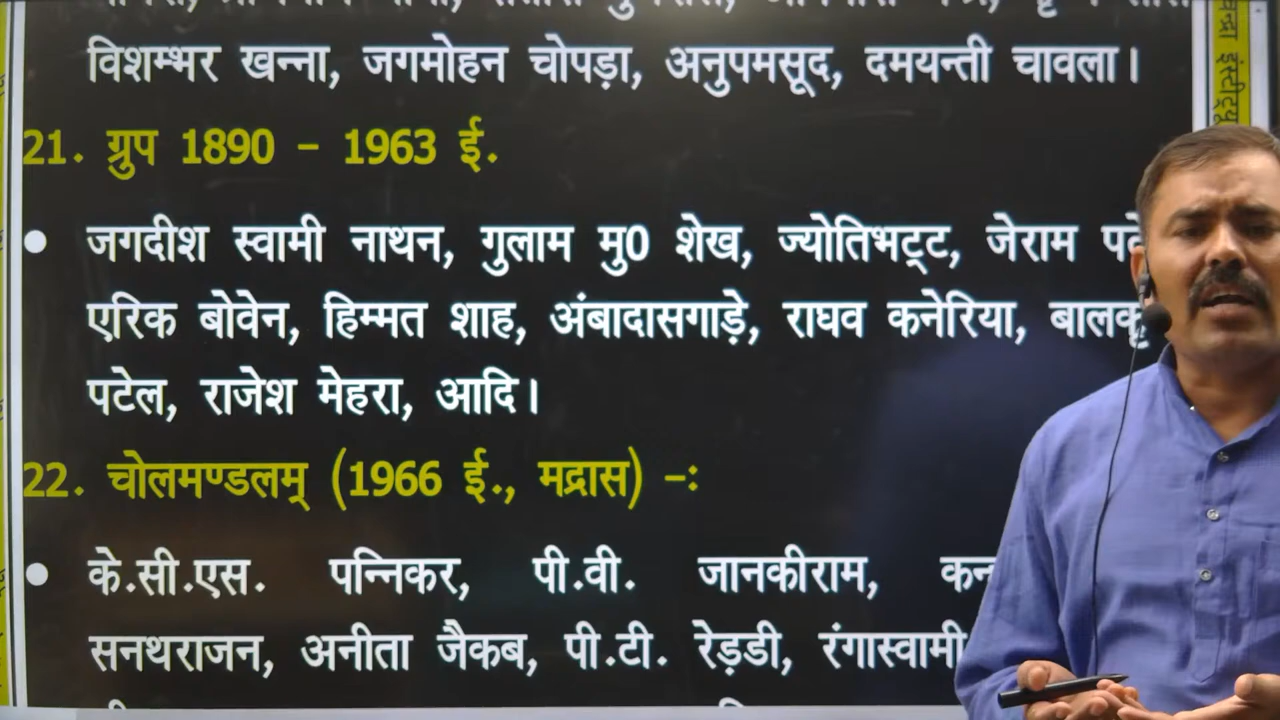 विशम्भर खन्ना, जगमोहन चोपड़ा, अनुपमसूद, दमयन्ती चावला।
21. ग्रुप 1890 – 1963 ई.
• जगदीश स्वामी नाथन, गुलाम मु0 शेख, ज्योतिभट्ट, जेराम
एरिक बोवेन, हिम्मत शाह, अंबादासगाड़े, राघव कनेरिया,
पटेल, राजेश मेहरा, आदि।
22. चोलमण्डलम् (1966 ई., मद्रास) –:
• के.सी.एस. पन्निकर, पी.वी. जानकीराम,
सनथराजन, अनीता जैकब, पी.टी. रेड़डी, रंगास्वामी